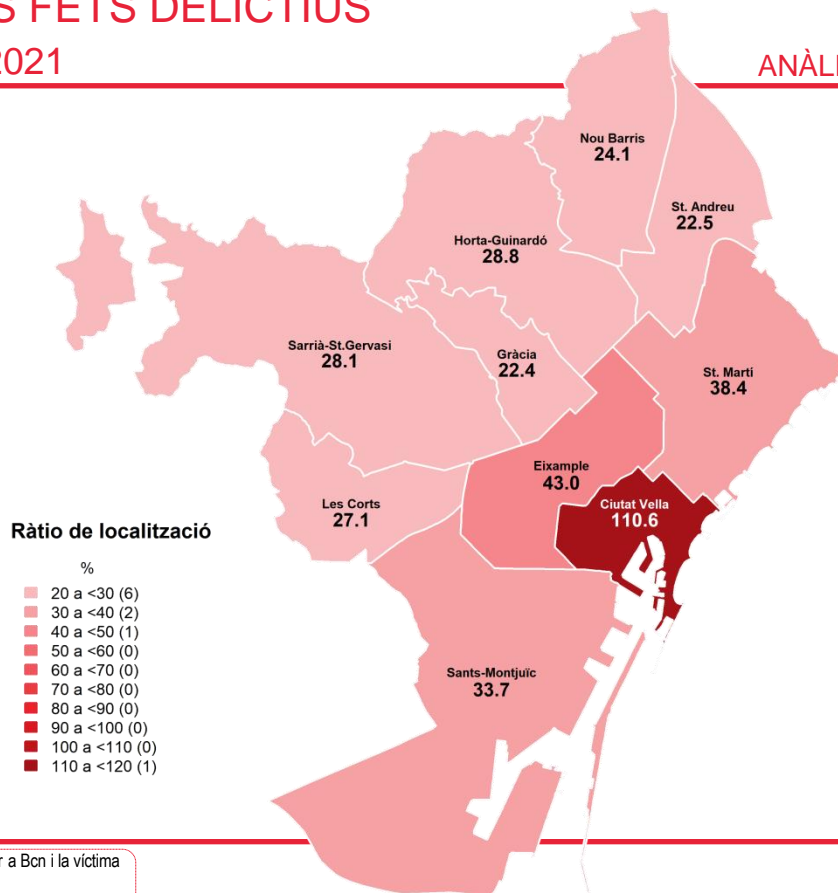 S FETS DELICTIUS
2021
Nou Barris
24.1
St. Andreu
22.5
Horta-Guinardó
28.8
Sarrià-St.Gervasi
28.1
Gràcia
22.4
St. Marti
38.4
Eixample
43.0
Ciutat Vella
110.6
Les Corts
27.1
Sants-Montjuïc
33.7
Ràtio de localització
%
20 a <30 (6)
30 a <40 (2)
40 a <50 (1)
50 a <60 (0)
60 a <70 (0)
70 a <80 (0)
80 a <90 (0)
90 a <100 (0)
100 a <110 (0)
110 a <120 (1)
r a Bcn i la víctima